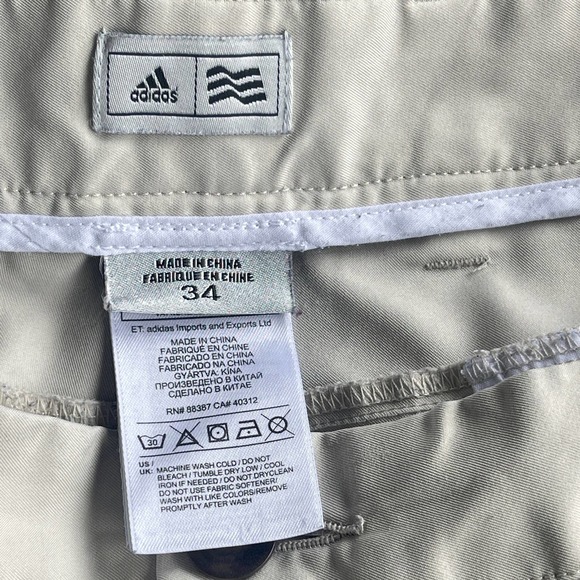 adidas
MADE IN CHINA
FABRIQUE EN CHINE
34
ET: adidas Imports and Exports Ltd
MADE IN CHINA
FABRIQUÉ EN CHINE
FABRICADO EN CHINA
FABRICADO NA CHINA
GYÁRTVA: KÍNA
ПРОИЗВЕДЕНО В КИТАЙ
СДЕЛАНО В КИТАЕ
RN# 88387 CA# 40312
30
US / MACHINE WASH COLD / DO NOT
UK: BLEACH / TUMBLE DRY LOW / COOL
IRON IF NEEDED / DO NOT DRYCLEAN
DO NOT USE FABRIC SOFTENER/
WASH WITH LIKE COLORS/REMOVE
PROMPTLY AFTER WASH